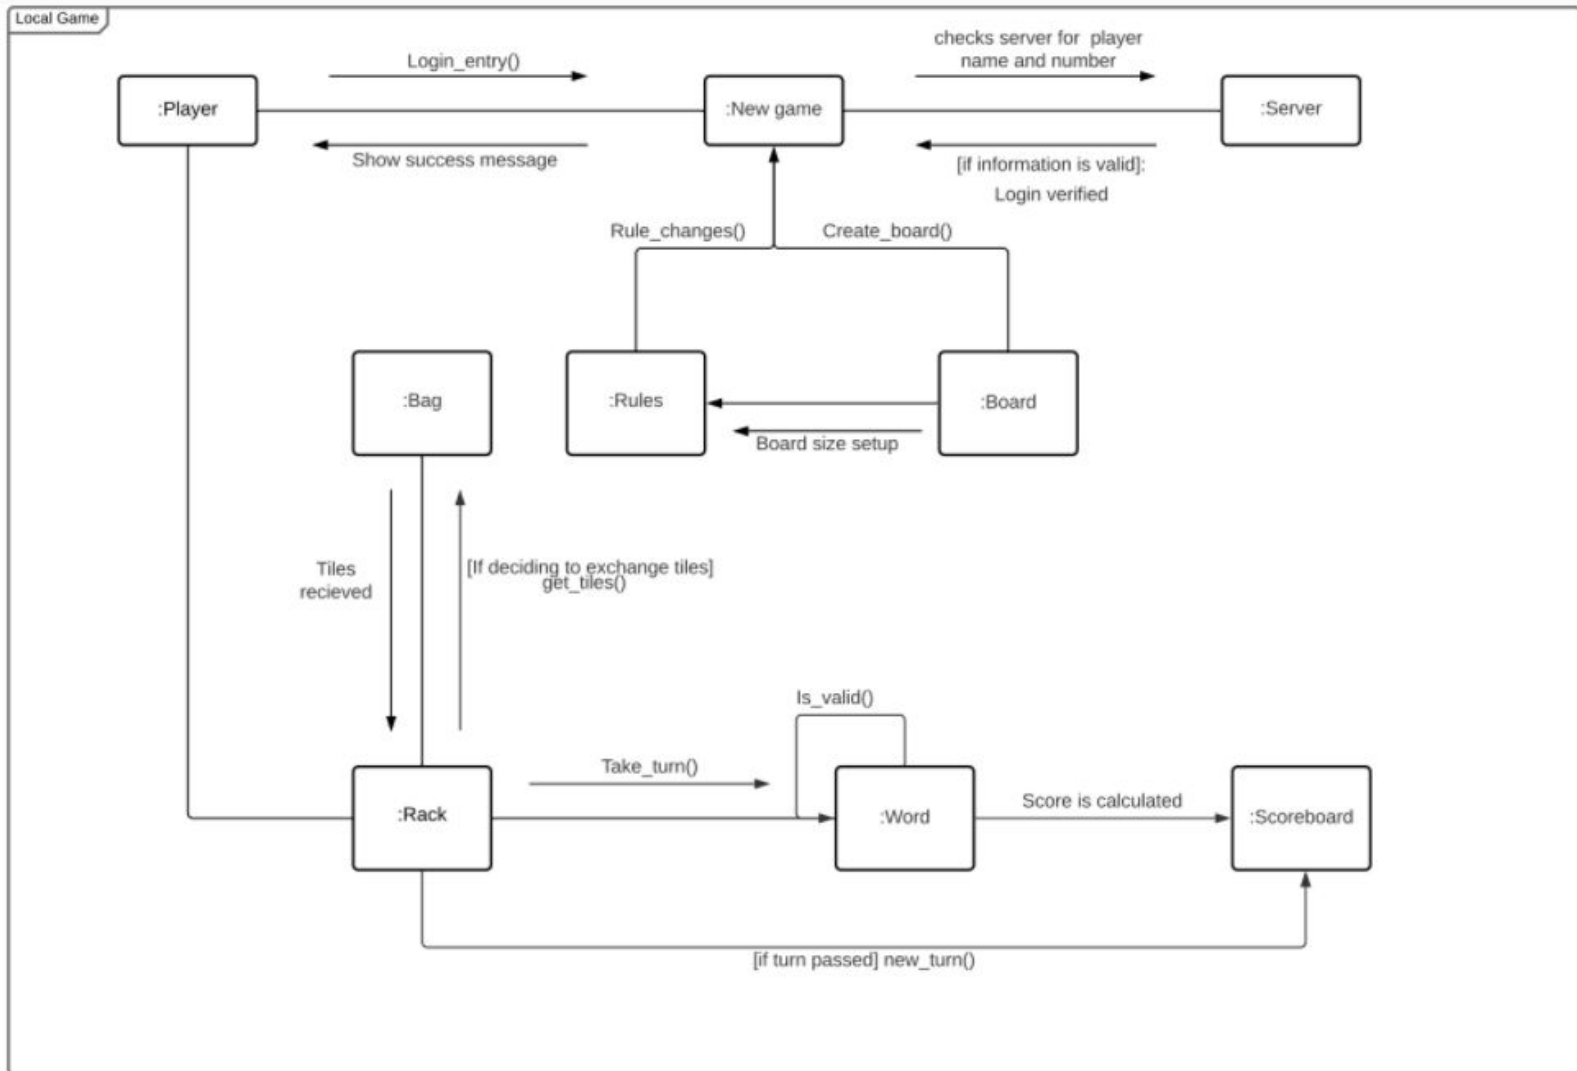 Local Game
checks server for player
name and number
Login_entry()
:Player
:New game
:Server
Show success message
[if information is valid]:
Login verified
Rule_changes()
Create_board()
:Bag
:Rules
:Board
Board size setup
Tiles
recieved
[If deciding to exchange tiles]
get_tiles()
Is_valid()
Take_turn()
:Rack
:Word
Score is calculated
:Scoreboard
[if turn passed] new_turn()